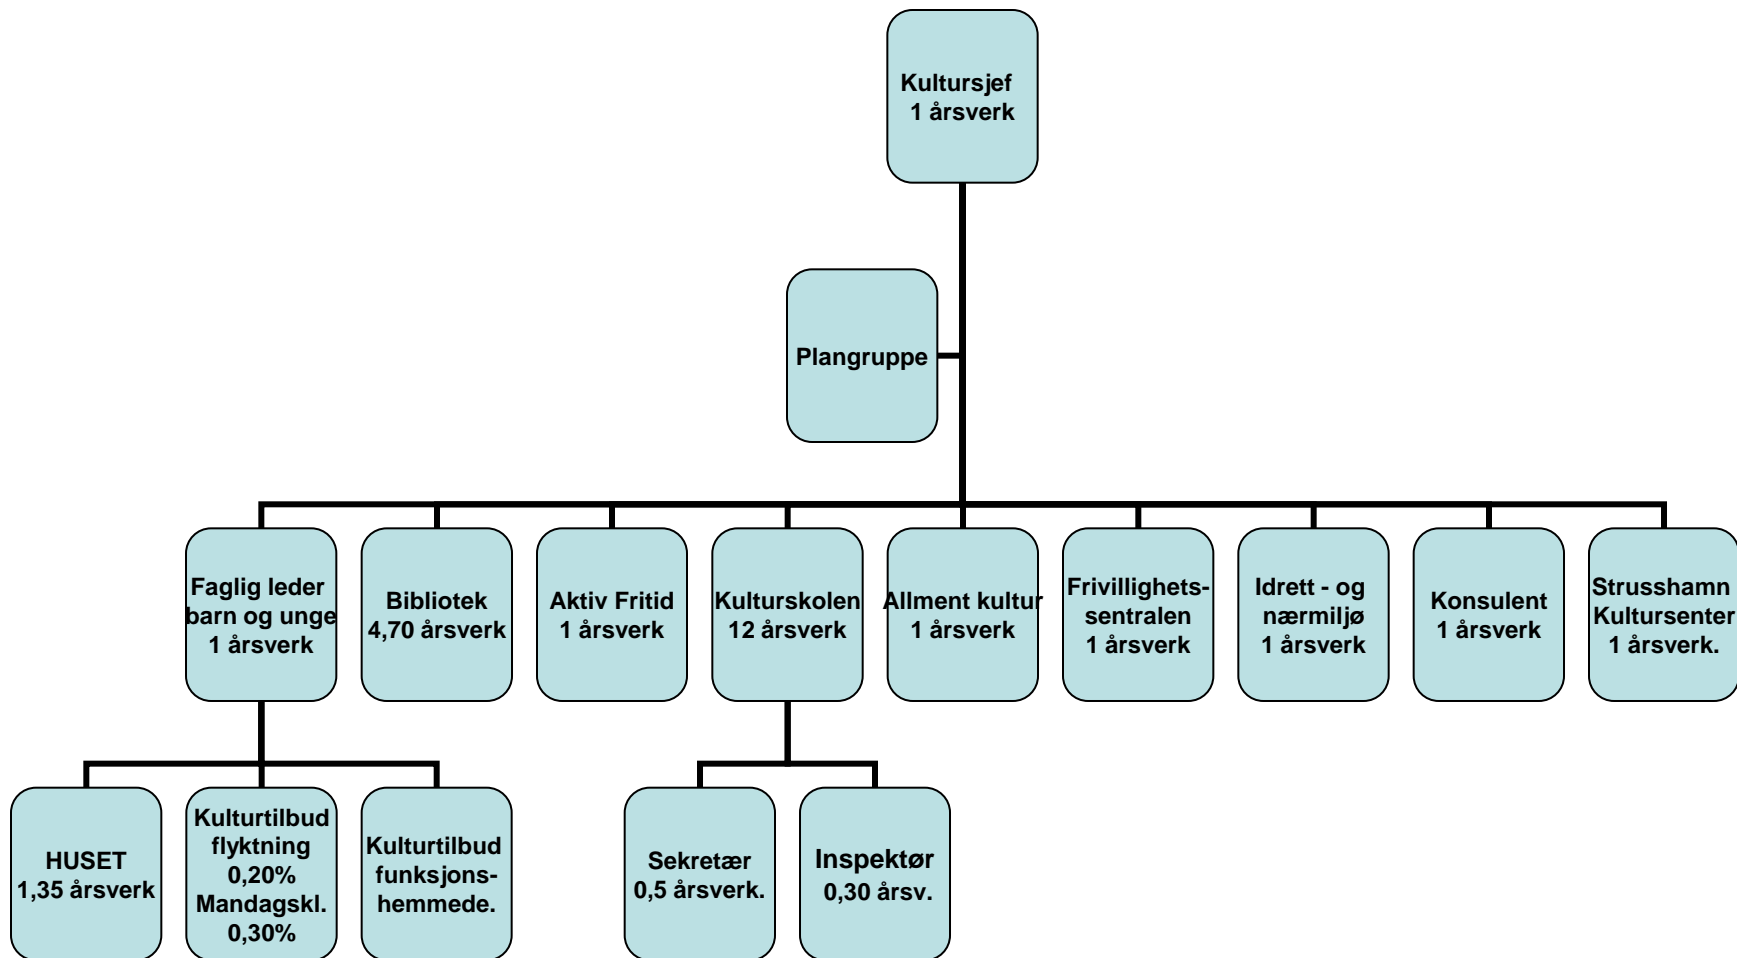 Kultursjef
1 årsverk
Plangruppe
Faglig leder
barn og unge
1 årsverk
Bibliotek
4,70 årsverk
Aktiv Fritid
1 årsverk
Kulturskolen
12 årsverk
Allment kultur
1 årsverk
Frivillighets-
sentralen
1 årsverk
Idrett - og
nærmiljø
1 årsverk
Konsulent
1 årsverk
Strusshamn
Kultursenter
1 årsverk.
HUSET
1,35 årsverk
Kulturtilbud
flyktning
0,20%
Mandagskl.
0,30%
Kulturtilbud
funksjons-
hemmede.
Sekretær
0,5 årsverk.
Inspektør
0,30 årsv.